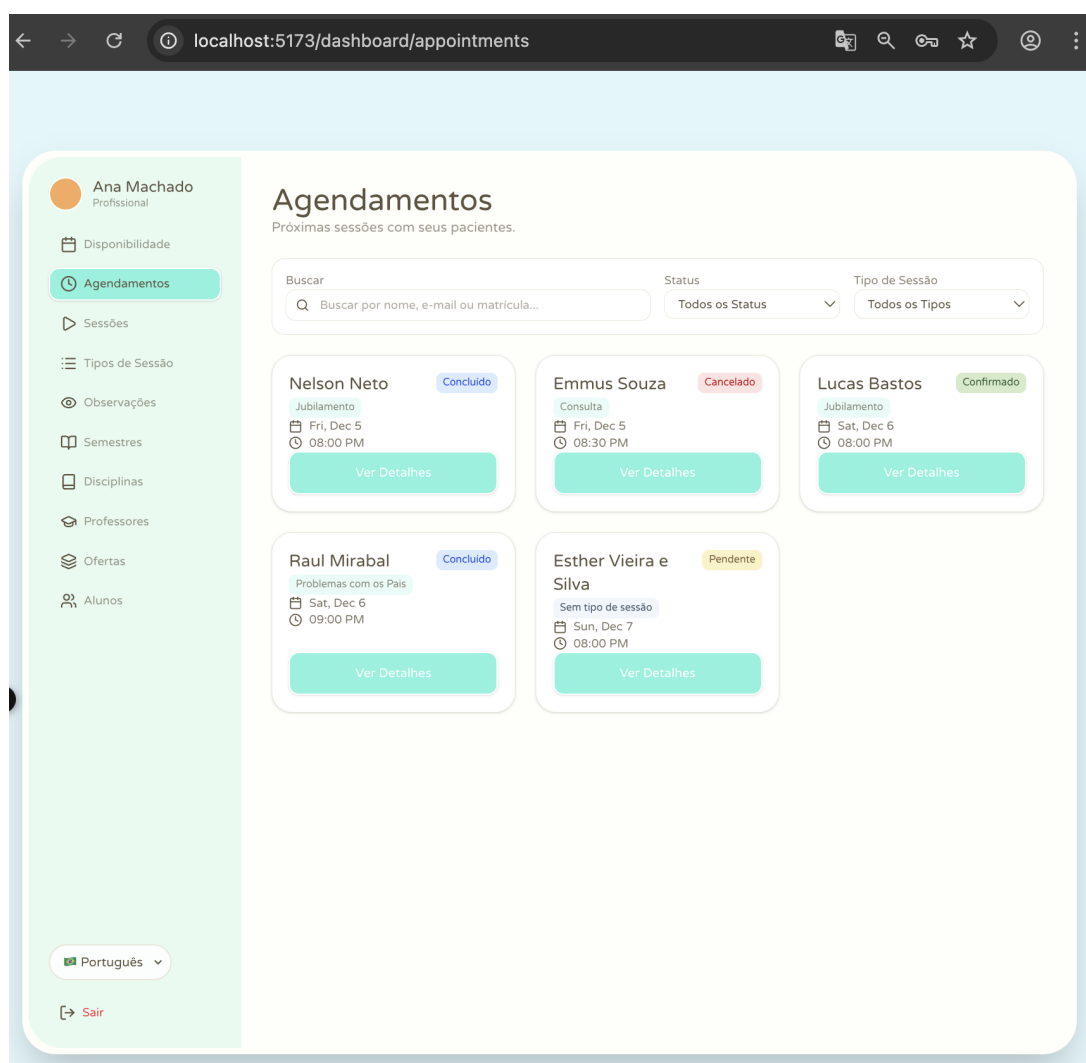 localhost:5173/dashboard/appointments
Ana Machado
Profissional
Disponibilidade
Agendamentos
Sessões
Tipos de Sessão
Observações
Semestres
Disciplinas
Professores
Ofertas
Alunos
Português
Sair
Agendamentos
Próximas sessões com seus pacientes.
Buscar
Buscar por nome, e-mail ou matrícula...
Status
Todos os Status
Tipo de Sessão
Todos os Tipos
Nelson Neto
Concluído
Jubilamento
Fri, Dec 5
08:00 PM
Ver Detalhes
Emmus Souza
Cancelado
Consulta
Fri, Dec 5
08:30 PM
Ver Detalhes
Lucas Bastos
Confirmado
Jubilamento
Sat, Dec 6
08:00 PM
Ver Detalhes
Raul Mirabal
Concluído
Problemas com os Pais
Sat, Dec 6
09:00 PM
Ver Detalhes
Esther Vieira e
Silva
Pendente
Sem tipo de sessão
Sun, Dec 7
08:00 PM
Ver Detalhes